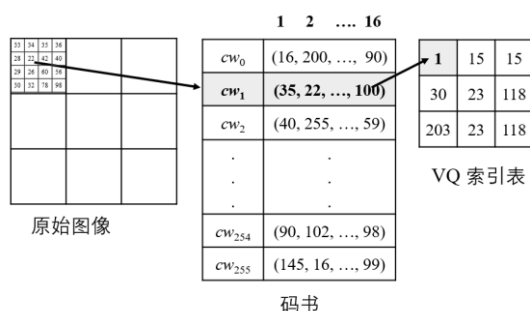 1 2 …. 16
33 34 35 36
28 22 42 40
29 26 60 56
30 32 78 98
cw0 (16, 200, …, 90)
cw1 (35, 22, …, 100)
cw2 (40, 255, …, 59)
. .
. .
. .
cw254 (90, 102, …, 98)
cw255 (145, 16, …, 99)
1 15 15
30 23 118
203 23 118
原始图像
码书
VQ 索引表